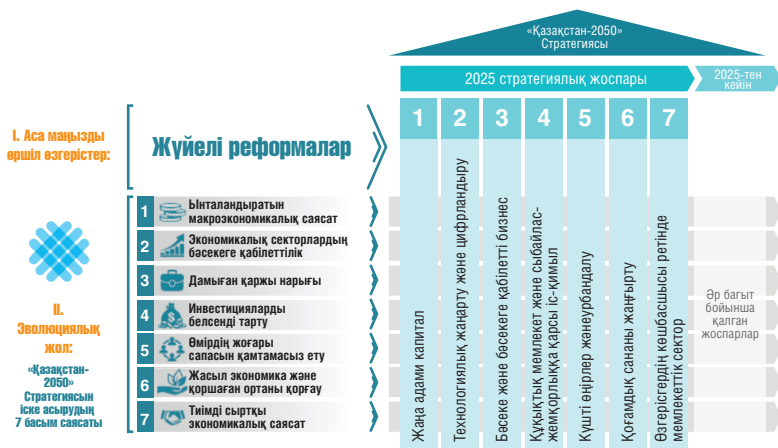 «Қазақстан-2050»
Стратегиясы
2025 стратегиялық жоспары
2025-тен
кейін
1
2
3
4
5
6
7
I. Аса маңызды
өршіл өзгерістер:
Жүйелі реформалар
1
Ынталандыратын
макроэкономикалық саясат
2
Экономикалық секторлардың
бәсекеге қабілеттілік
3
Дамыған қаржы нарығы
4
Инвестицияларды
белсенді тарту
5
Өмірдің жоғары
сапасын қамтамасыз ету
6
Жасыл экономика және
қоршаған ортаны қорғау
7
Тиімді сыртқы
экономикалық саясат
II.
Эволюциялық
жол:
«Қазақстан-
2050»
Стратегиясын
іске асырудың
7 басым саясаты
Жаңа адами капитал
Технологиялық жаңарту және цифрландыру
Бәсеке және бәсекеге қабілетті бизнес
Құқықтық мемлекет және сыбайлас-
жемқорлыққа қарсы іс-қимыл
Күшті өңірлер жәнеурбандалу
Қоғамдық сананы жаңғырту
Өзгерістердің көшбасшысы ретінде
мемлекеттік сектор
Әр бағыт
бойынша
қалған
жоспарлар